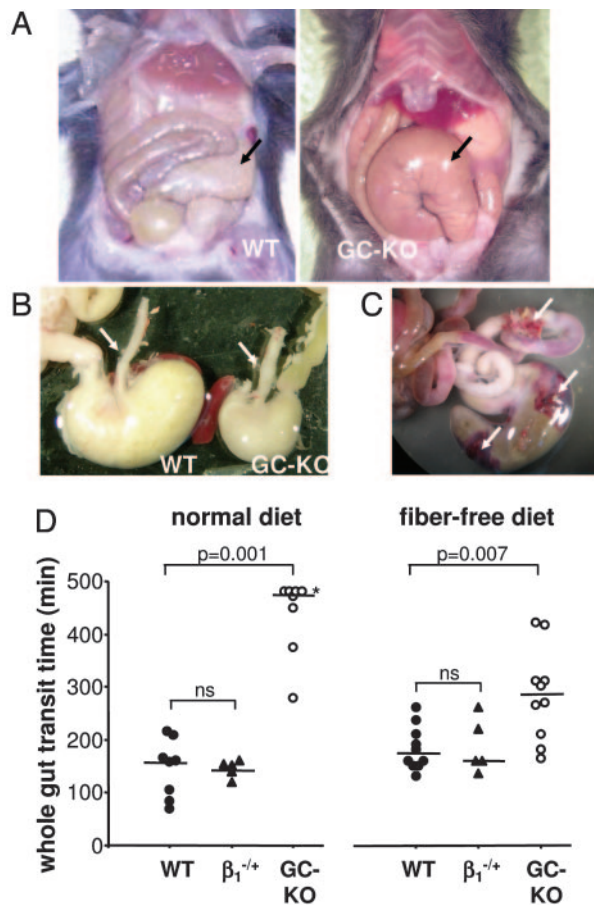 A
WT
GC-KO
B
WT
GC-KO
C
D
normal diet
fiber-free diet
p=0.001
p=0.007
whole gut transit time (min)
500
400
300
200
100
0
*
ns
ns
WT
β₁⁻/⁺
GC-
KO
WT
β₁⁻/⁺
GC-
KO